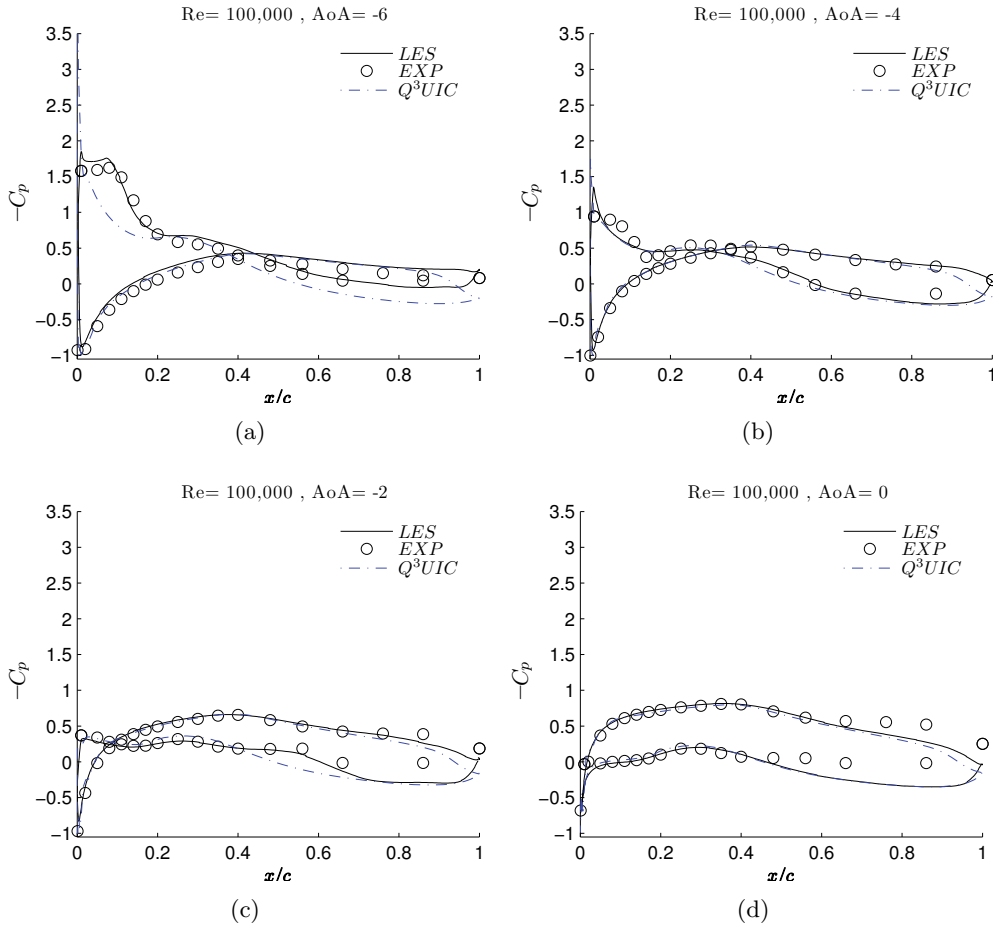 Re= 100,000 , AoA= -6
3.5
3
2.5
2
1.5
1
0.5
0
−0.5
−1
−C_p
LES
EXP
Q³UIC
0
0.2
0.4
0.6
0.8
1
x/c
(a)
Re= 100,000 , AoA= -4
3.5
3
2.5
2
1.5
1
0.5
0
−0.5
−1
−C_p
LES
EXP
Q³UIC
0
0.2
0.4
0.6
0.8
1
x/c
(b)
Re= 100,000 , AoA= -2
3.5
3
2.5
2
1.5
1
0.5
0
−0.5
−1
−C_p
LES
EXP
Q³UIC
0
0.2
0.4
0.6
0.8
1
x/c
(c)
Re= 100,000 , AoA= 0
3.5
3
2.5
2
1.5
1
0.5
0
−0.5
−1
−C_p
LES
EXP
Q³UIC
0
0.2
0.4
0.6
0.8
1
x/c
(d)